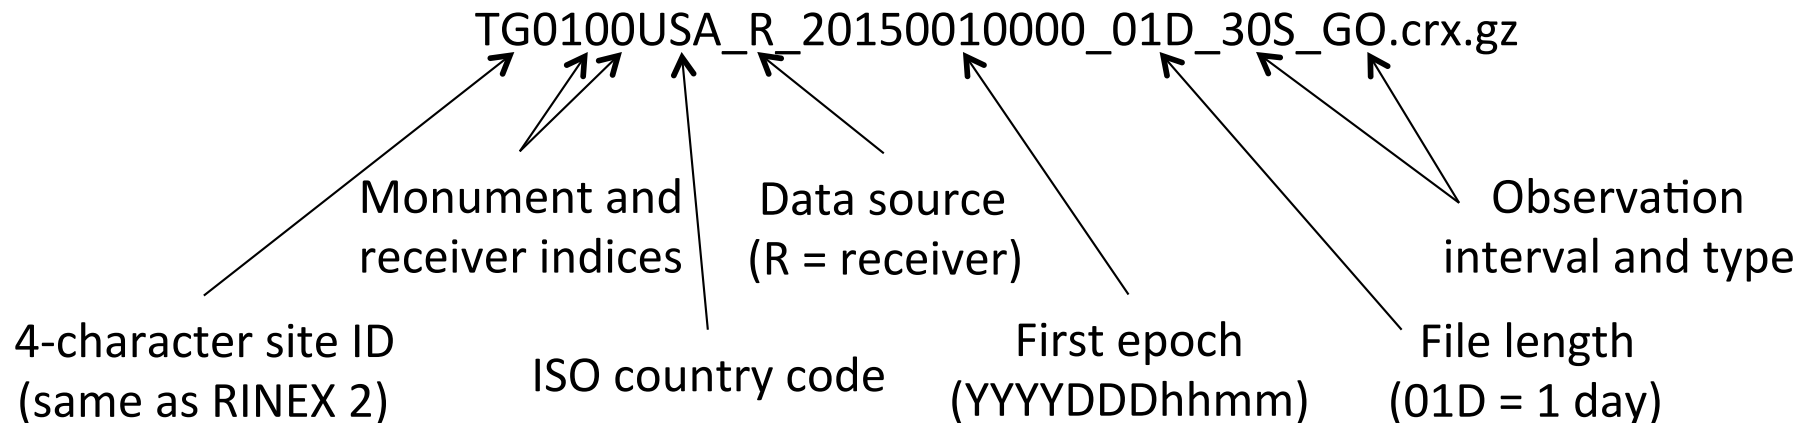 TG0100USA_R_20150010000_01D_30S_GO.crx.gz
Monument and
receiver indices
Data source
(R = receiver)
Observation
interval and type
4-character site ID
(same as RINEX 2)
ISO country code
First epoch
(YYYYDDDhhmm)
File length
(01D = 1 day)